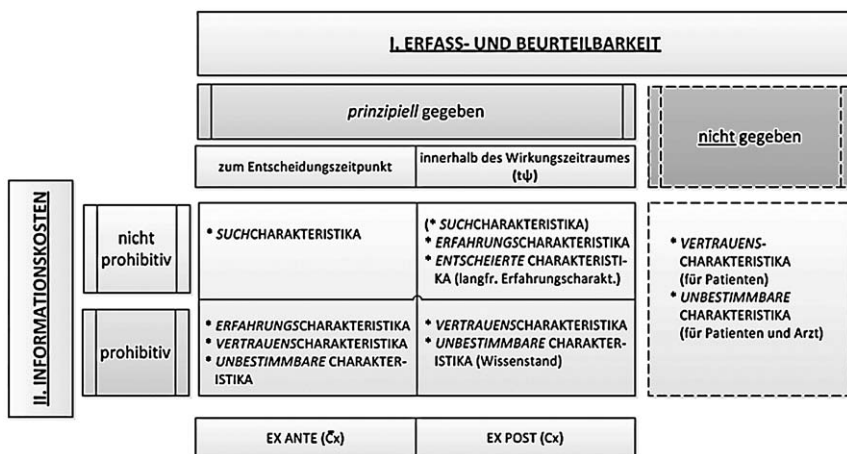 I. ERFASS- UND BEURTEILBARKEIT
prinzipiell gegeben
nicht gegeben
zum Entscheidungszeitpunkt
innerhalb des Wirkungszeitraumes
(tψ)
II. INFORMATIONSKOSTEN
nicht
prohibitiv
* SUCHCHARAKTERISTIKA
(* SUCHCHARAKTERISTIKA)
* ERFAHRUNGSCHARAKTERISTIKA
* ENTSCHEIERTE CHARAKTERISTI-
KA (langfr. Erfahrungscharakt.)
* VERTRAUENS-
CHARAKTERISTIKA
(für Patienten)
* UNBESTIMMBARE
CHARAKTERISTIKA
(für Patienten und Arzt)
prohibitiv
* ERFAHRUNGSCHARAKTERISTIKA
* VERTRAUENSCHARAKTERISTIKA
* UNBESTIMMBARE CHARAKTER-
ISTIKA
* VERTRAUENSCHARAKTERISTIKA
* UNBESTIMMBARE CHARAKTER-
ISTIKA (Wissenstand)
EX ANTE (C̄x)
EX POST (Cx)